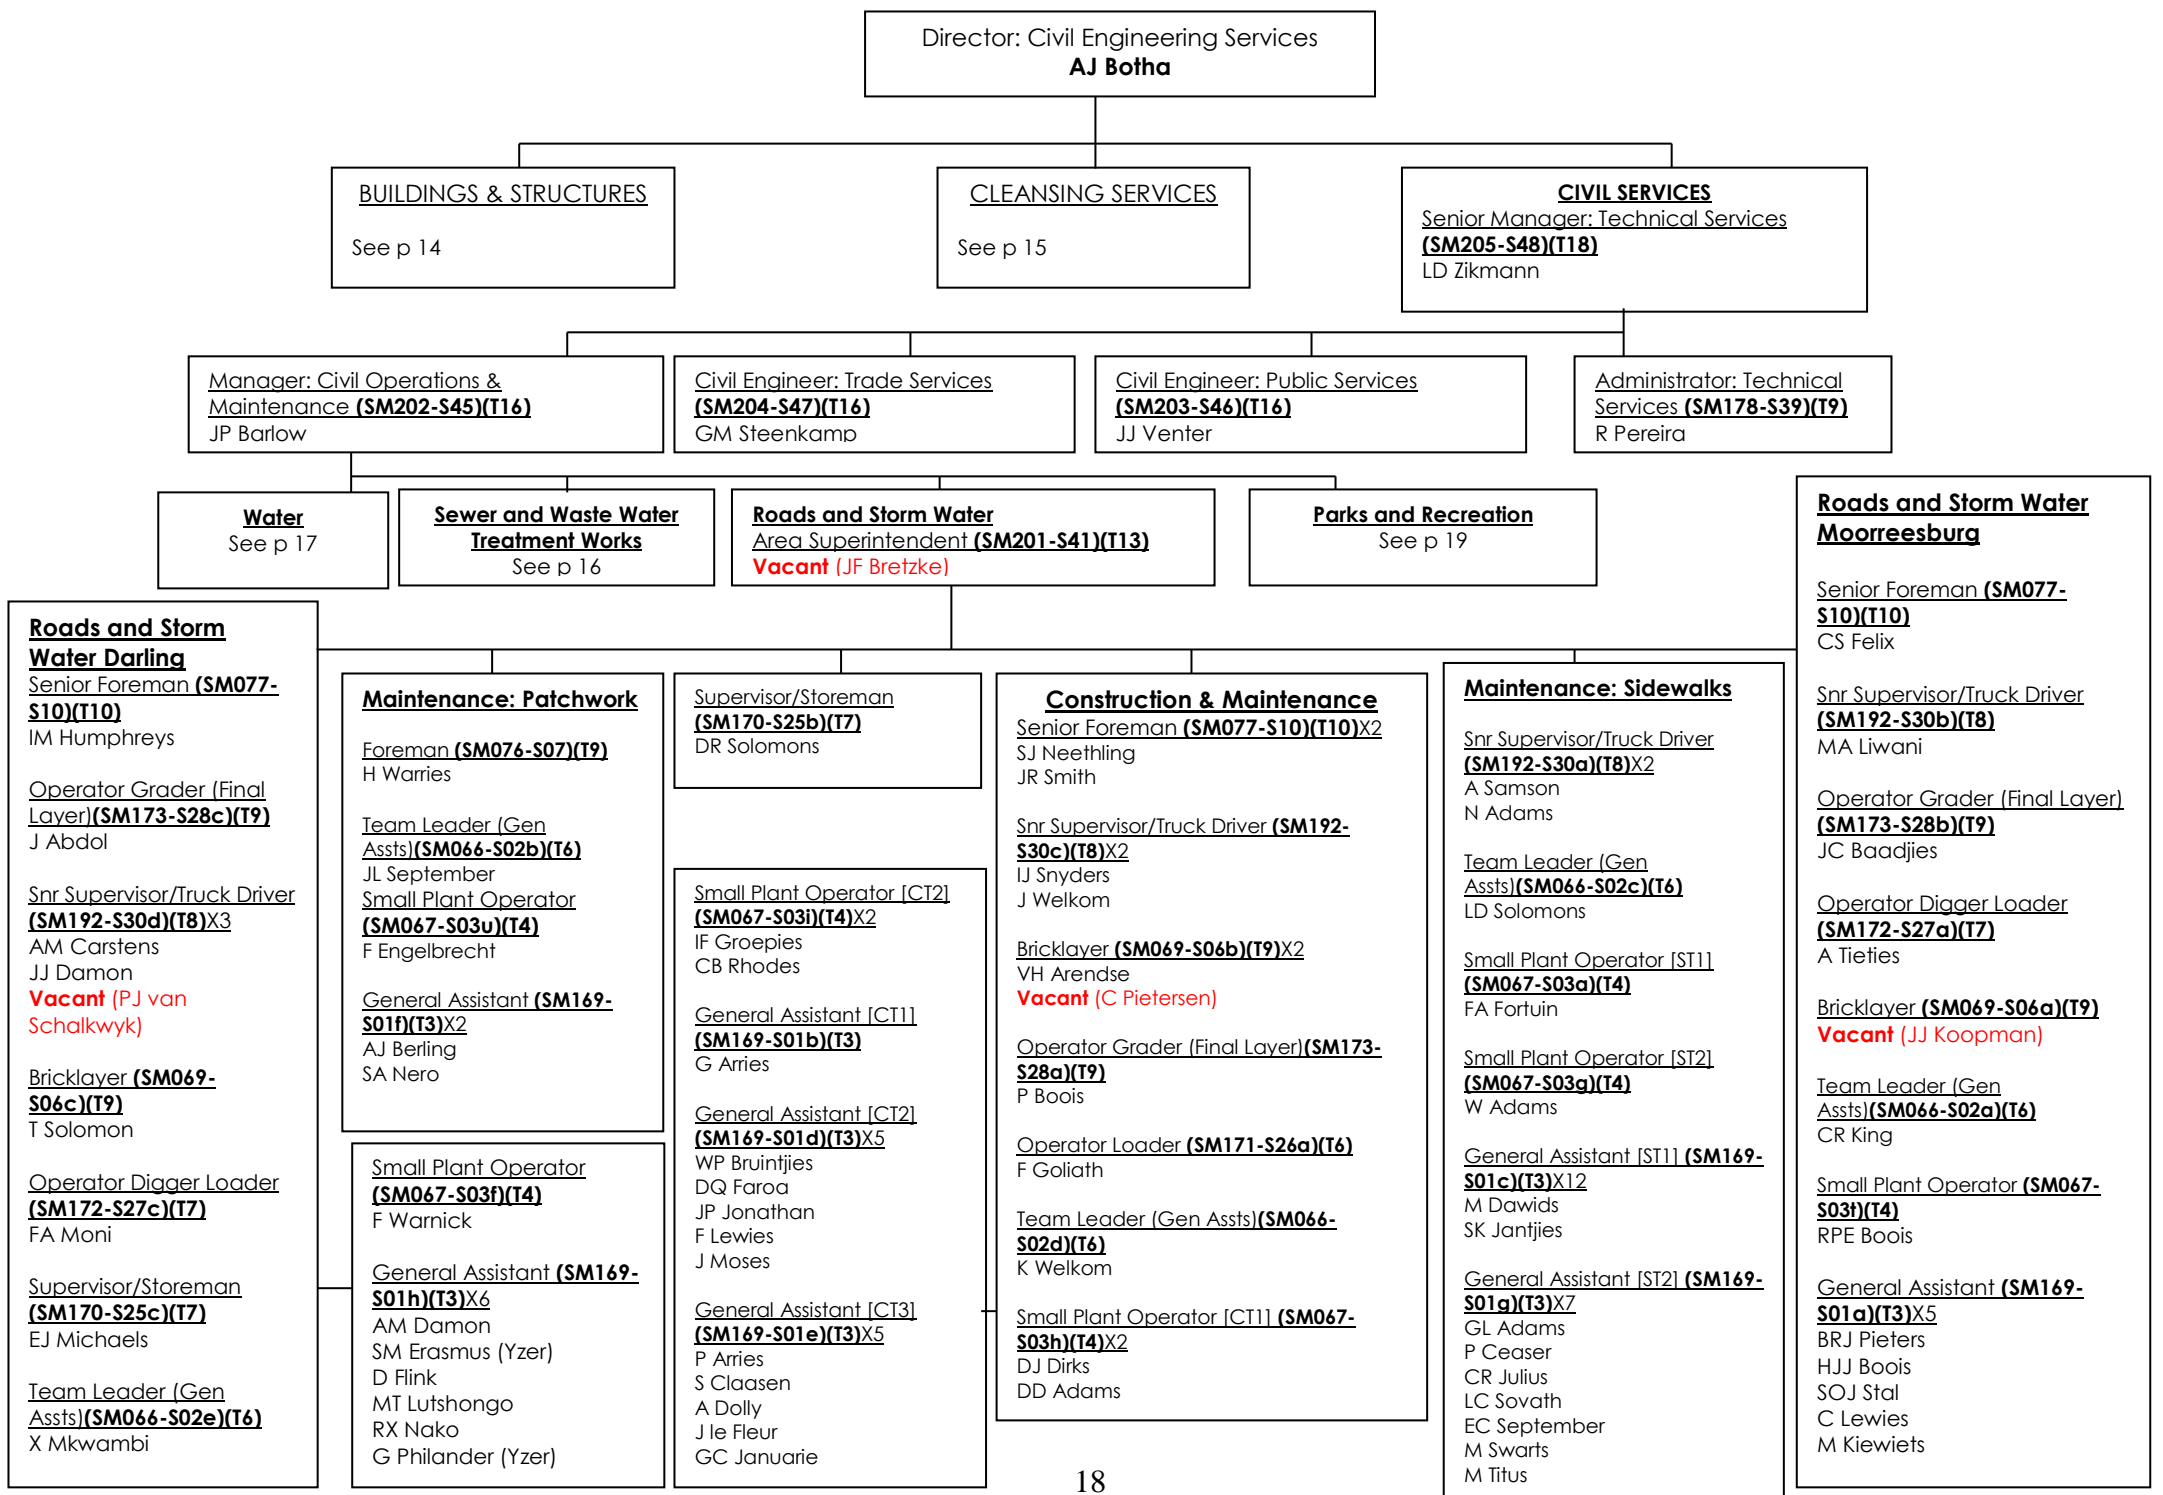 Director: Civil Engineering Services
AJ Botha
BUILDINGS & STRUCTURES
See p 14
CLEANSING SERVICES
See p 15
CIVIL SERVICES
Senior Manager: Technical Services
(SM205-S48)(T18)
LD Zikmann
Manager: Civil Operations &
Maintenance (SM202-S45)(T16)
JP Barlow
Civil Engineer: Trade Services
(SM204-S47)(T16)
GM Steenkamp
Civil Engineer: Public Services
(SM203-S46)(T16)
JJ Venter
Administrator: Technical
Services (SM178-S39)(T9)
R Pereira
Water
See p 17
Sewer and Waste Water
Treatment Works
See p 16
Roads and Storm Water
Area Superintendent (SM201-S41)(T13)
Vacant (JF Bretzke)
Parks and Recreation
See p 19
Roads and Storm
Water Darling
Senior Foreman (SM077-
S10)(T10)
IM Humphreys
Operator Grader (Final
Layer)(SM173-S28c)(T9)
J Abdol
Snr Supervisor/Truck Driver
(SM192-S30d)(T8)X3
AM Carstens
JJ Damon
Vacant (PJ van
Schalkwyk)
Bricklayer (SM069-
S06c)(T9)
T Solomon
Operator Digger Loader
(SM172-S27c)(T7)
FA Moni
Supervisor/Storeman
(SM170-S25c)(T7)
EJ Michaels
Team Leader (Gen
Assts)(SM066-S02e)(T6)
X Mkwambi
Maintenance: Patchwork
Foreman (SM076-S07)(T9)
H Warries
Team Leader (Gen
Assts)(SM066-S02b)(T6)
JL September
Small Plant Operator
(SM067-S03u)(T4)
F Engelbrecht
General Assistant (SM169-
S01f)(T3)X2
AJ Berling
SA Nero
Small Plant Operator
(SM067-S03f)(T4)
F Warnick
General Assistant (SM169-
S01h)(T3)X6
AM Damon
SM Erasmus (Yzer)
D Flink
MT Lutshongo
RX Nako
G Philander (Yzer)
Supervisor/Storeman
(SM170-S25b)(T7)
DR Solomons
Small Plant Operator [CT2]
(SM067-S03i)(T4)X2
IF Groepies
CB Rhodes
General Assistant [CT1]
(SM169-S01b)(T3)
G Arries
General Assistant [CT2]
(SM169-S01d)(T3)X5
WP Bruintjies
DQ Faroa
JP Jonathan
F Lewies
J Moses
General Assistant [CT3]
(SM169-S01e)(T3)X5
P Arries
S Claasen
A Dolly
J le Fleur
GC Januarie
Construction & Maintenance
Senior Foreman (SM077-S10)(T10)X2
SJ Neethling
JR Smith
Snr Supervisor/Truck Driver (SM192-
S30c)(T8)X2
IJ Snyders
J Welkom
Bricklayer (SM069-S06b)(T9)X2
VH Arendse
Vacant (C Pietersen)
Operator Grader (Final Layer)(SM173-
S28a)(T9)
P Boois
Operator Loader (SM171-S26a)(T6)
F Goliath
Team Leader (Gen Assts)(SM066-
S02d)(T6)
K Welkom
Small Plant Operator [CT1] (SM067-
S03h)(T4)X2
DJ Dirks
DD Adams
Maintenance: Sidewalks
Snr Supervisor/Truck Driver
(SM192-S30a)(T8)X2
A Samson
N Adams
Team Leader (Gen
Assts)(SM066-S02c)(T6)
LD Solomons
Small Plant Operator [ST1]
(SM067-S03a)(T4)
FA Fortuin
Small Plant Operator [ST2]
(SM067-S03g)(T4)
W Adams
General Assistant [ST1] (SM169-
S01c)(T3)X12
M Dawids
SK Jantjies
General Assistant [ST2] (SM169-
S01g)(T3)X7
GL Adams
P Ceaser
CR Julius
LC Sovath
EC September
M Swarts
M Titus
Roads and Storm Water
Moorreesburg
Senior Foreman (SM077-
S10)(T10)
CS Felix
Snr Supervisor/Truck Driver
(SM192-S30b)(T8)
MA Liwani
Operator Grader (Final Layer)
(SM173-S28b)(T9)
JC Baadjies
Operator Digger Loader
(SM172-S27a)(T7)
A Tieties
Bricklayer (SM069-S06a)(T9)
Vacant (JJ Koopman)
Team Leader (Gen
Assts)(SM066-S02a)(T6)
CR King
Small Plant Operator (SM067-
S03t)(T4)
RPE Boois
General Assistant (SM169-
S01a)(T3)X5
BRJ Pieters
HJJ Boois
SOJ Stal
C Lewies
M Kiewiets
18